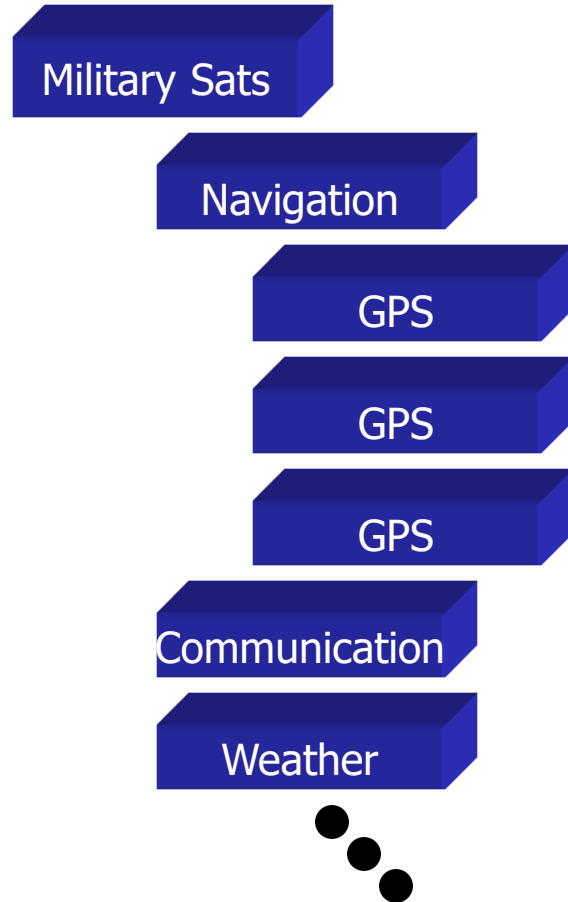 Military Sats
Navigation
GPS
GPS
GPS
Communication
Weather